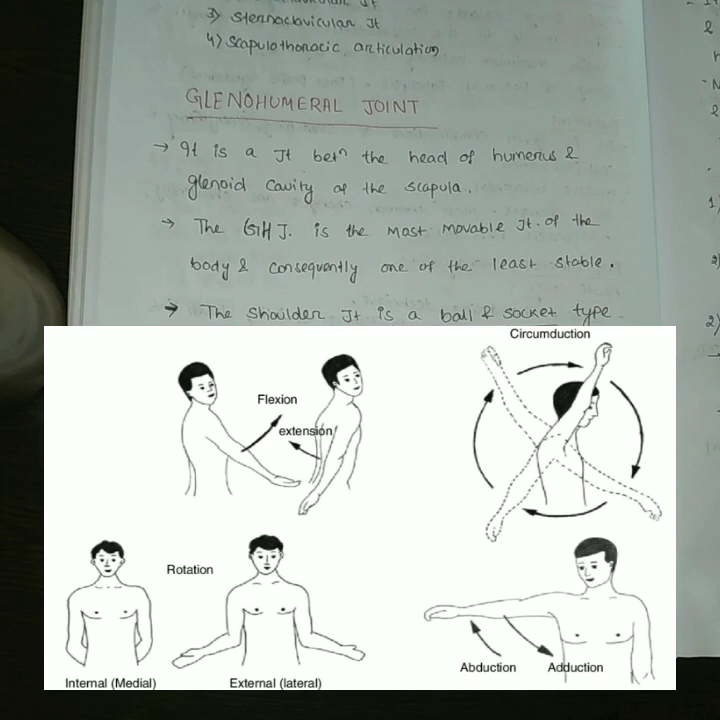 3) Sternoclavicular Jt
4) Scapulothoracic articulation
GLENOHUMERAL JOINT
→ It is a Jt betn the head of humerus &
glenoid cavity of the scapula.
→ The GHJ. is the most movable Jt. of the
body & consequently one of the least stable.
→ The shoulder Jt is a ball & socket type
Circumduction
Flexion
extension
Rotation
Internal (Medial)
External (lateral)
Abduction
Adduction